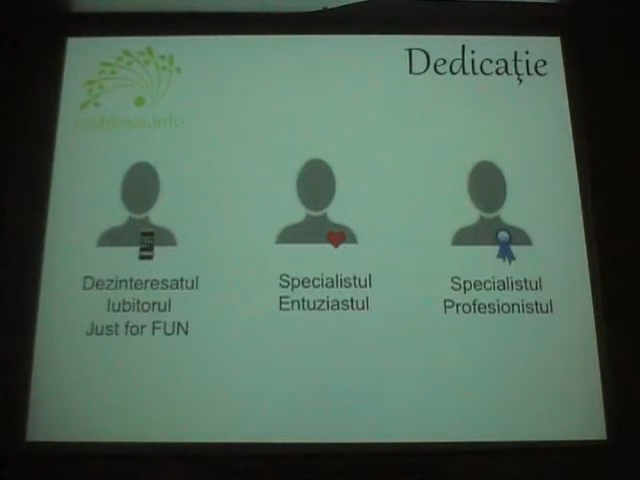 Dedicație
Dezinteresatul
Iubitorul
Just for FUN
Specialistul
Entuziastul
Specialistul
Profesionistul